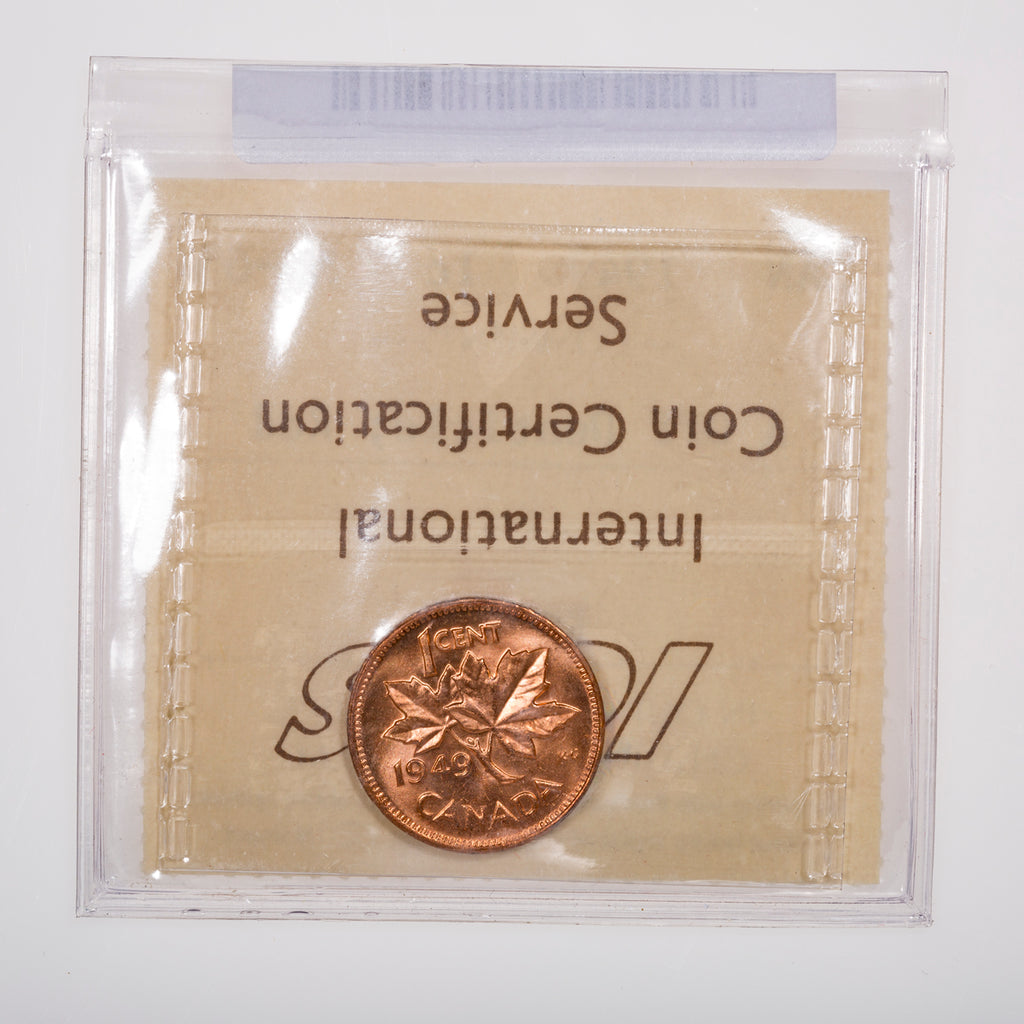 ICCS
International
Coin Certification
Service
1 CENT
1949
CANADA